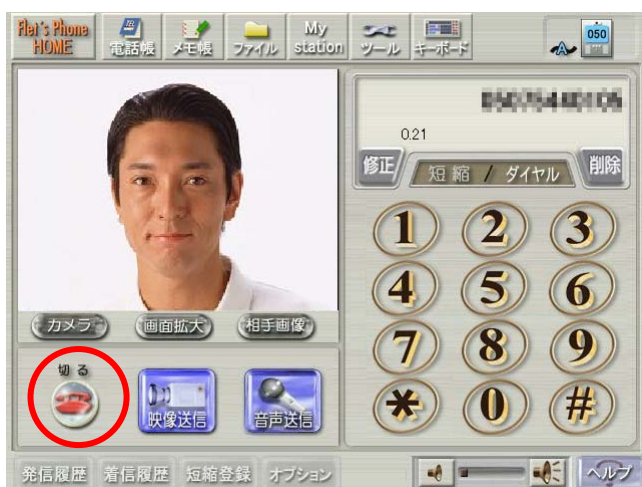 Flet's Phone HOME
電話帳
メモ帳
ファイル
My station
ツール
キーボード
050
0.21
修正
短縮 / ダイヤル
削除
1 2 3
4 5 6
7 8 9
* 0 #
カメラ
画面拡大
相手画像
切る
映像送信
音声送信
発信履歴 着信履歴 短縮登録 オプション
ヘルプ